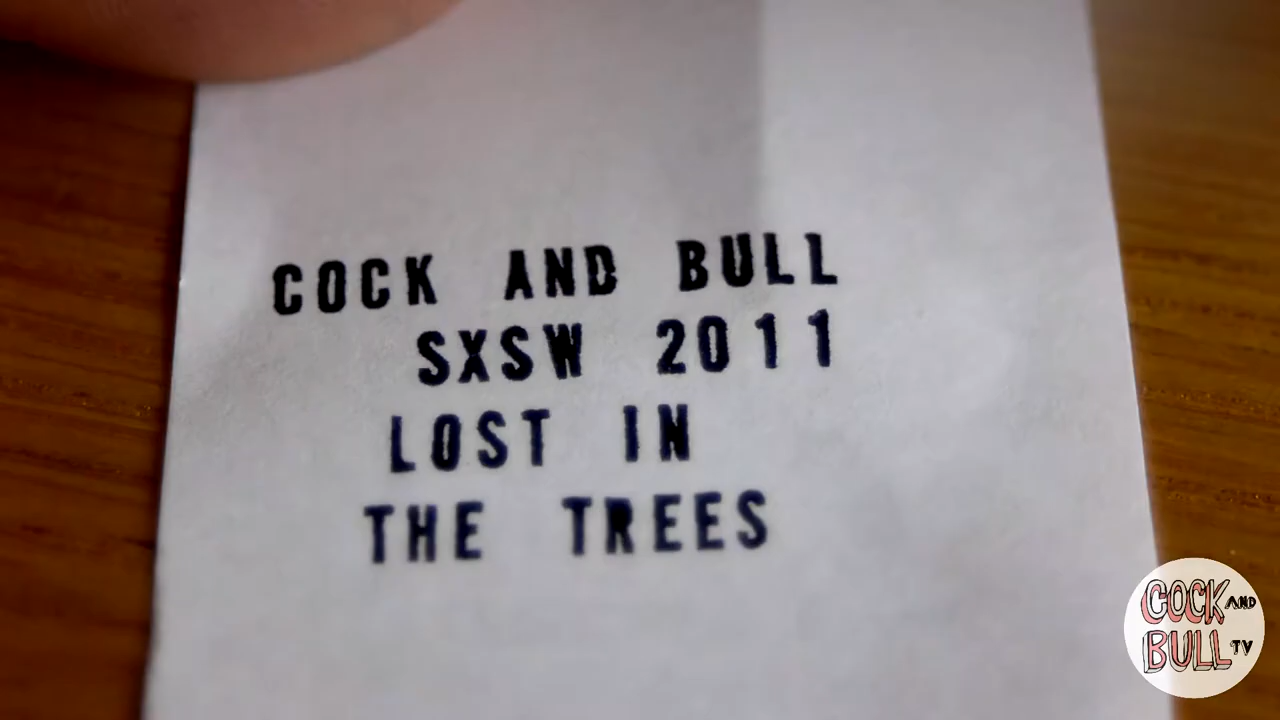 COCK AND BULL
SXSW 2011
LOST IN
THE TREES
COCK AND
BULL TV